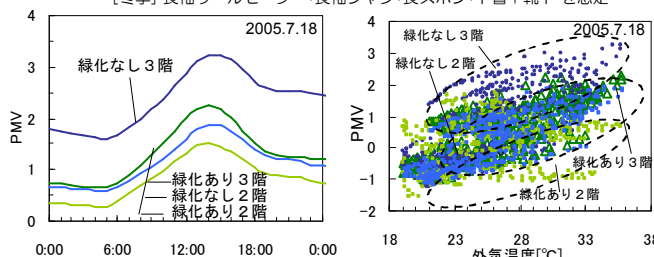 [冬季] 長袖ウールセーター+長袖シャツ+長ズボン+下着+靴下 を想定
4
3
2
1
0
PMV
2005.7.18
緑化なし3階
緑化あり3階
緑化なし2階
緑化あり2階
0:00
6:00
12:00
18:00
0:00
4
3
2
1
0
−1
−2
PMV
2005.7.18
緑化なし3階
緑化なし2階
緑化あり3階
緑化あり2階
18
23
28
33
38
外気温度[℃]